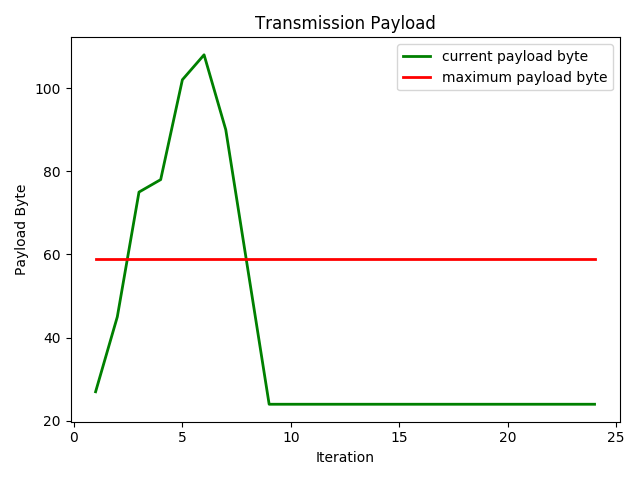 Transmission Payload
current payload byte
maximum payload byte
Payload Byte
100
80
60
40
20
0
5
10
15
20
25
Iteration